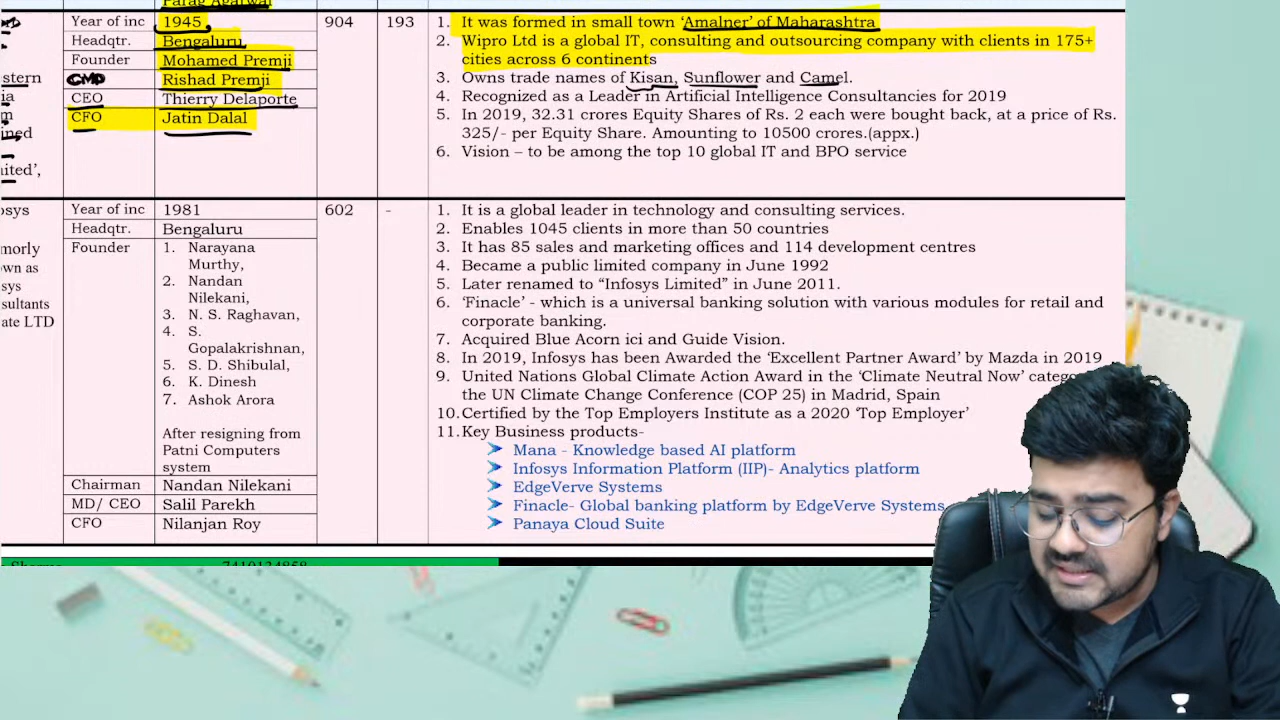 Parag Agarwal
Year of inc 1945 904 193
Headqtr. Bengaluru
Founder Mohamed Premji
CMD Rishad Premji
CEO Thierry Delaporte
CFO Jatin Dalal
1. It was formed in small town ‘Amalner’ of Maharashtra
2. Wipro Ltd is a global IT, consulting and outsourcing company with clients in 175+
cities across 6 continents
3. Owns trade names of Kisan, Sunflower and Camel.
4. Recognized as a Leader in Artificial Intelligence Consultancies for 2019
5. In 2019, 32.31 crores Equity Shares of Rs. 2 each were bought back, at a price of Rs.
325/- per Equity Share. Amounting to 10500 crores.(appx.)
6. Vision – to be among the top 10 global IT and BPO service
stern
ia
m
ined
ited’,
osys
morly
own as
sys
sultants
ate LTD
Year of inc 1981 602 -
Headqtr. Bengaluru
Founder 1. Narayana
Murthy,
2. Nandan
Nilekani,
3. N. S. Raghavan,
4. S.
Gopalakrishnan,
5. S. D. Shibulal,
6. K. Dinesh
7. Ashok Arora
After resigning from
Patni Computers
system
Chairman Nandan Nilekani
MD/ CEO Salil Parekh
CFO Nilanjan Roy
1. It is a global leader in technology and consulting services.
2. Enables 1045 clients in more than 50 countries
3. It has 85 sales and marketing offices and 114 development centres
4. Became a public limited company in June 1992
5. Later renamed to “Infosys Limited” in June 2011.
6. ‘Finacle’ - which is a universal banking solution with various modules for retail and
corporate banking.
7. Acquired Blue Acorn ici and Guide Vision.
8. In 2019, Infosys has been Awarded the ‘Excellent Partner Award’ by Mazda in 2019
9. United Nations Global Climate Action Award in the ‘Climate Neutral Now’ categ
the UN Climate Change Conference (COP 25) in Madrid, Spain
10. Certified by the Top Employers Institute as a 2020 ‘Top Employer’
11. Key Business products-
➤ Mana - Knowledge based AI platform
➤ Infosys Information Platform (IIP)- Analytics platform
➤ EdgeVerve Systems
➤ Finacle- Global banking platform by EdgeVerve Systems
➤ Panaya Cloud Suite